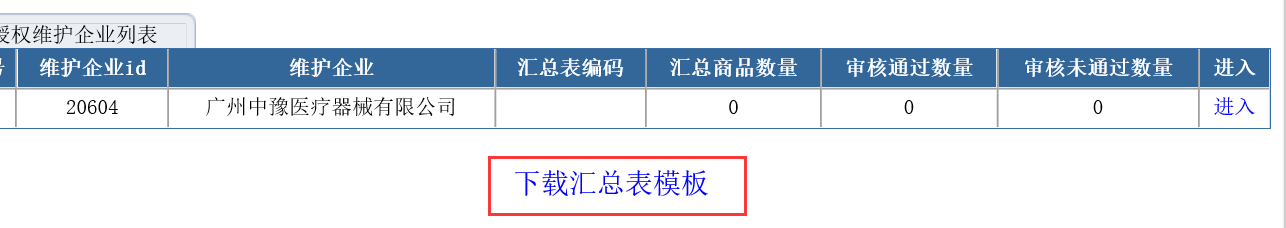 授权维护企业列表
号 维护企业id 维护企业 汇总表编码 汇总商品数量 审核通过数量 审核未通过数量 进入
20604 广州中豫医疗器械有限公司 0 0 0 进入
下载汇总表模板